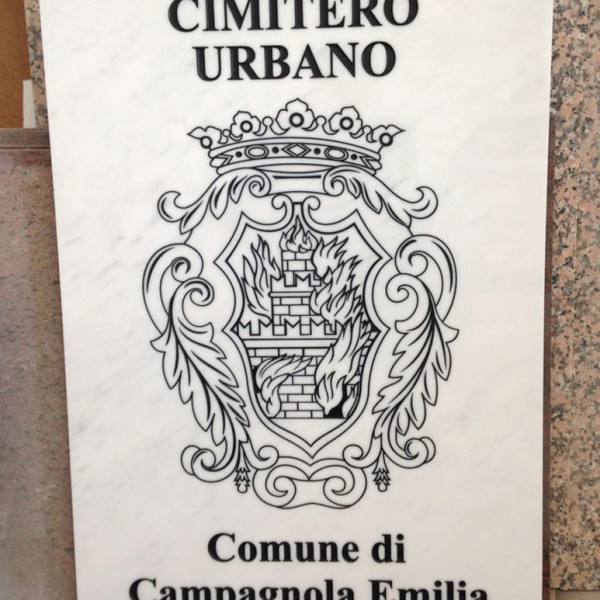 CIMITERO
URBANO
Comune di
Campagnola Emilia